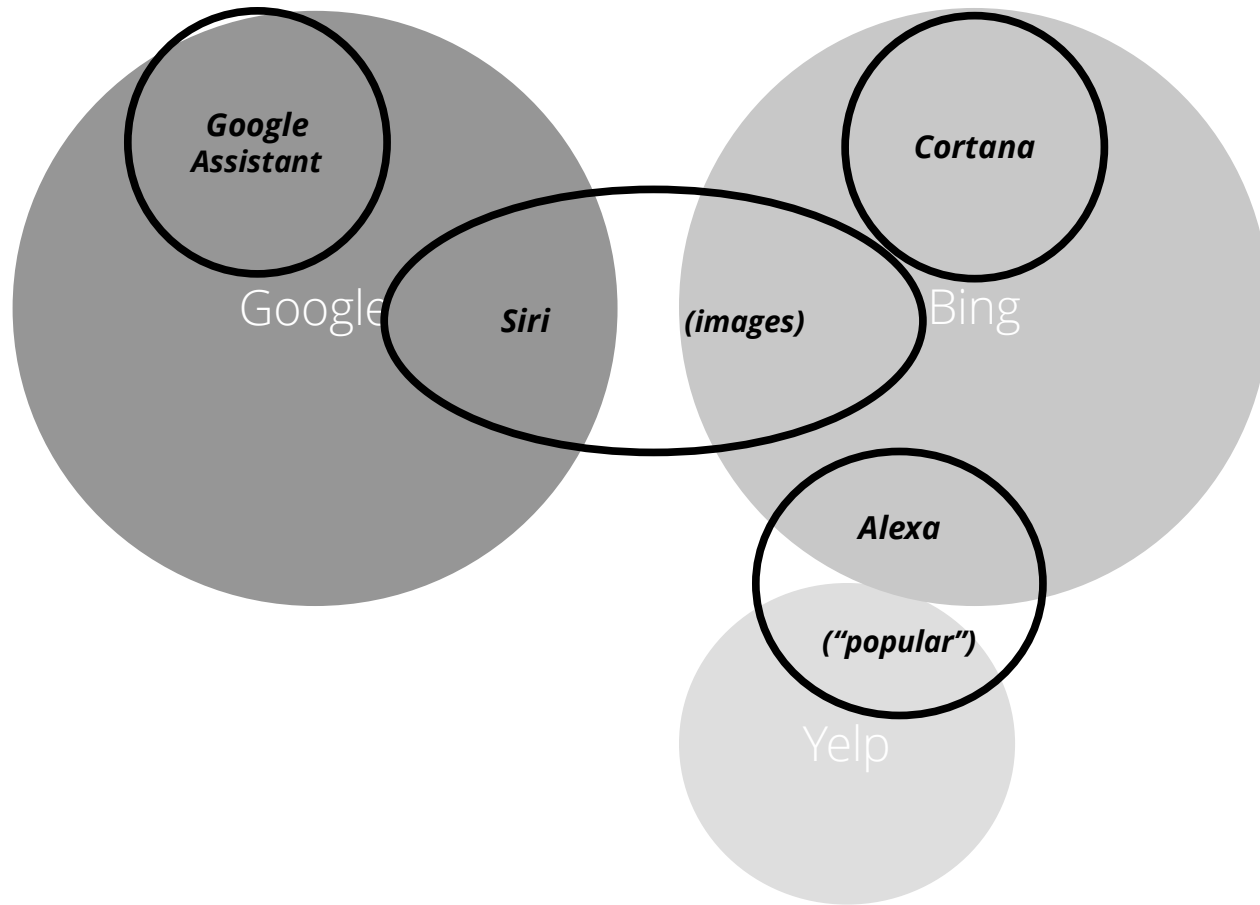 Google
Assistant
Cortana
Google
Siri
(images)
Bing
Alexa
(“popular”)
Yelp